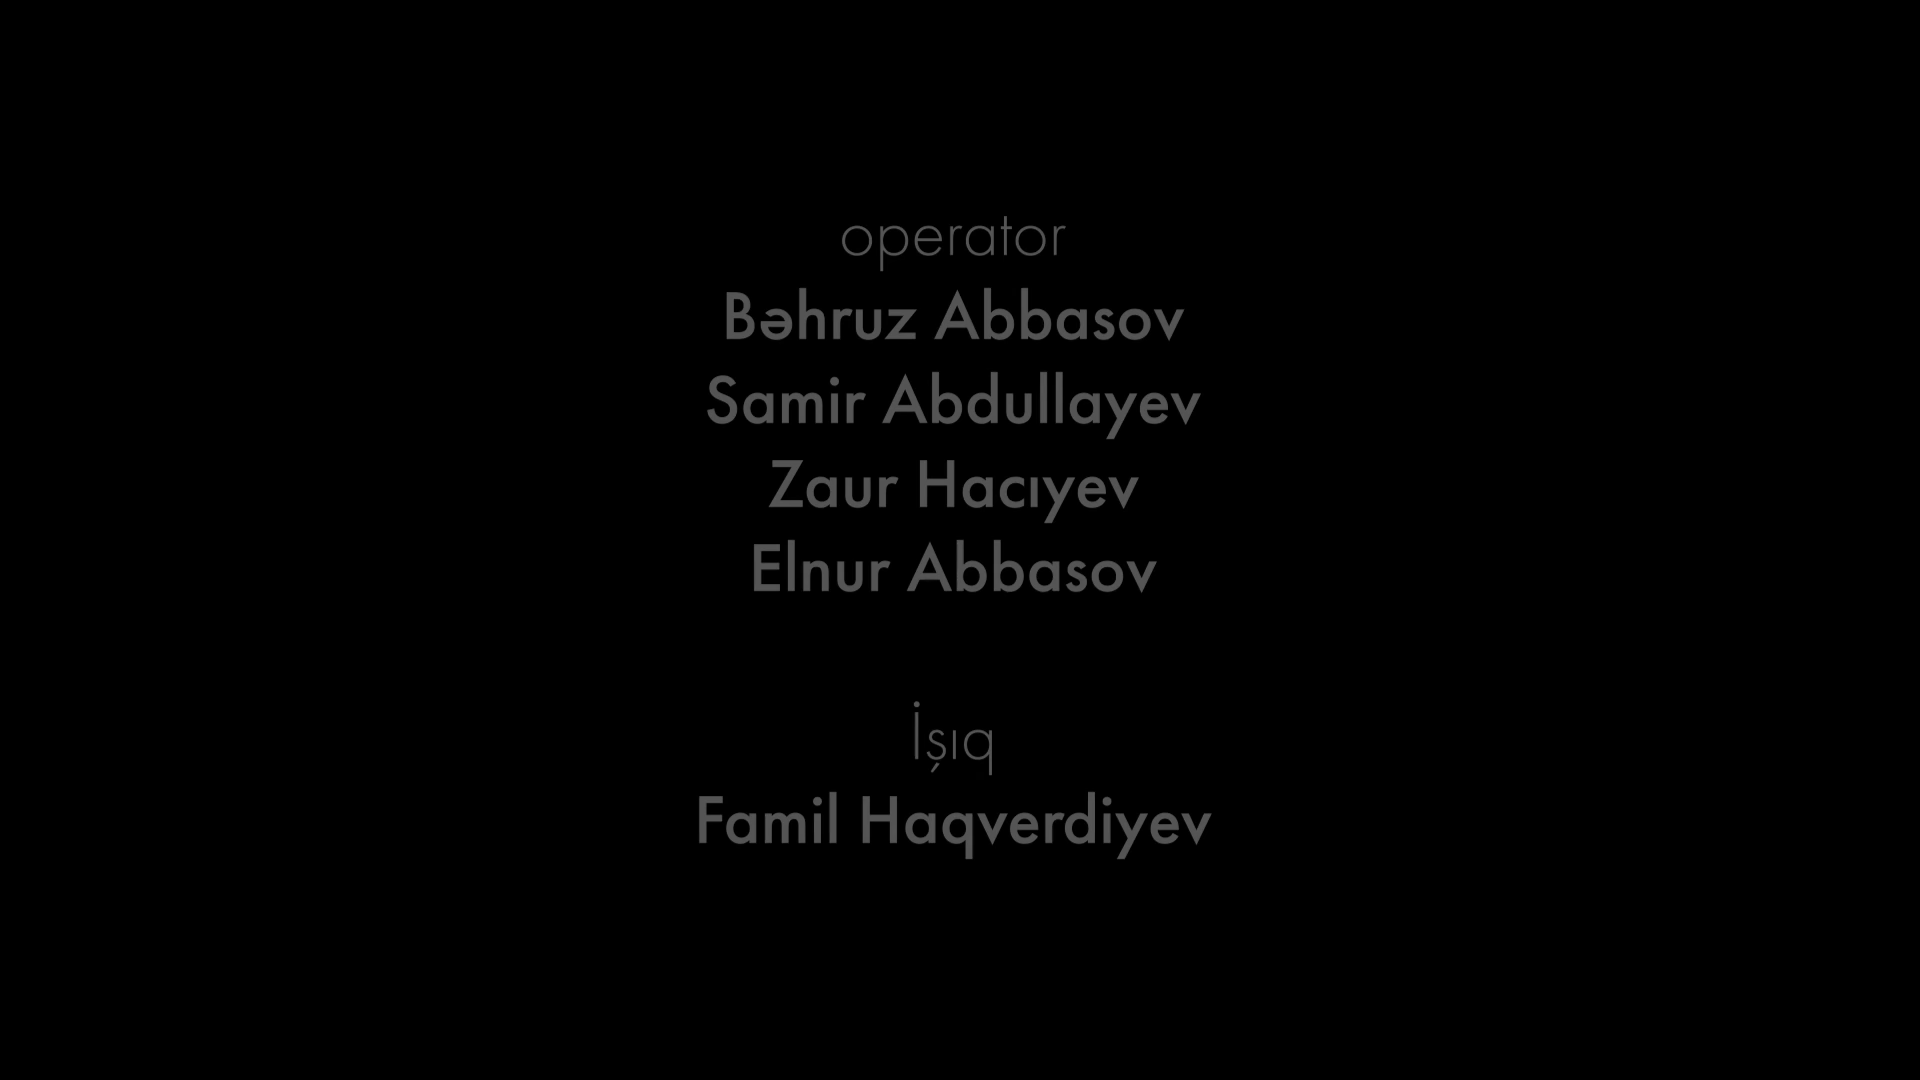 operator
Bəhruz Abbasov
Samir Abdullayev
Zaur Hacıyev
Elnur Abbasov
İşıq
Famil Haqverdiyev